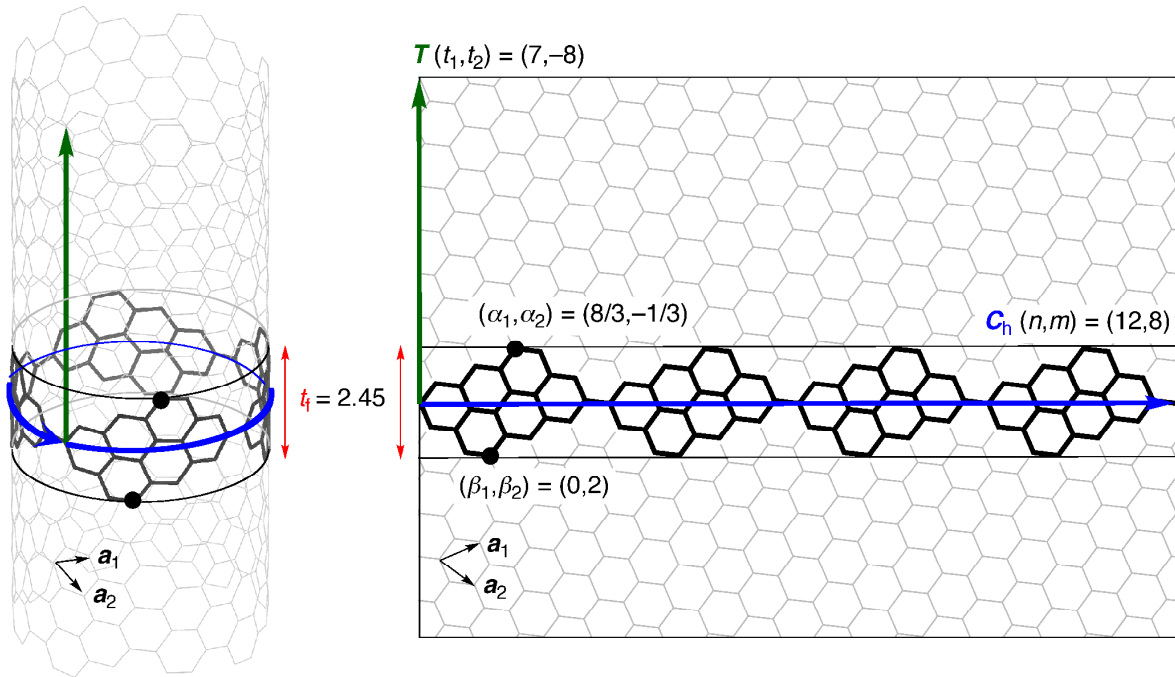 T (t₁,t₂) = (7,–8)
(α₁,α₂) = (8/3,–1/3)
Cₕ (n,m) = (12,8)
t_f = 2.45
(β₁,β₂) = (0,2)
a₁
a₂
a₁
a₂